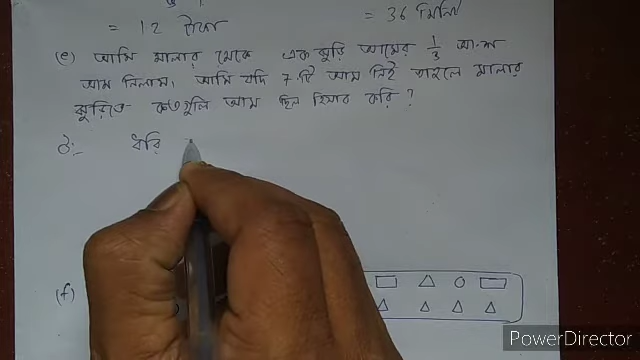 = 12 টাকা
= 36 মিনিট
(e) আমি মালার থেকে একঝুড়ি আমের 1/3 অংশ
আম নিলাম। আমি যদি 7 টি আম নিই তাহলে মালার
ঝুড়িতে কতগুলি আম ছিল হিসাব করি ?
উঃ- ধরি
(f)
PowerDirector